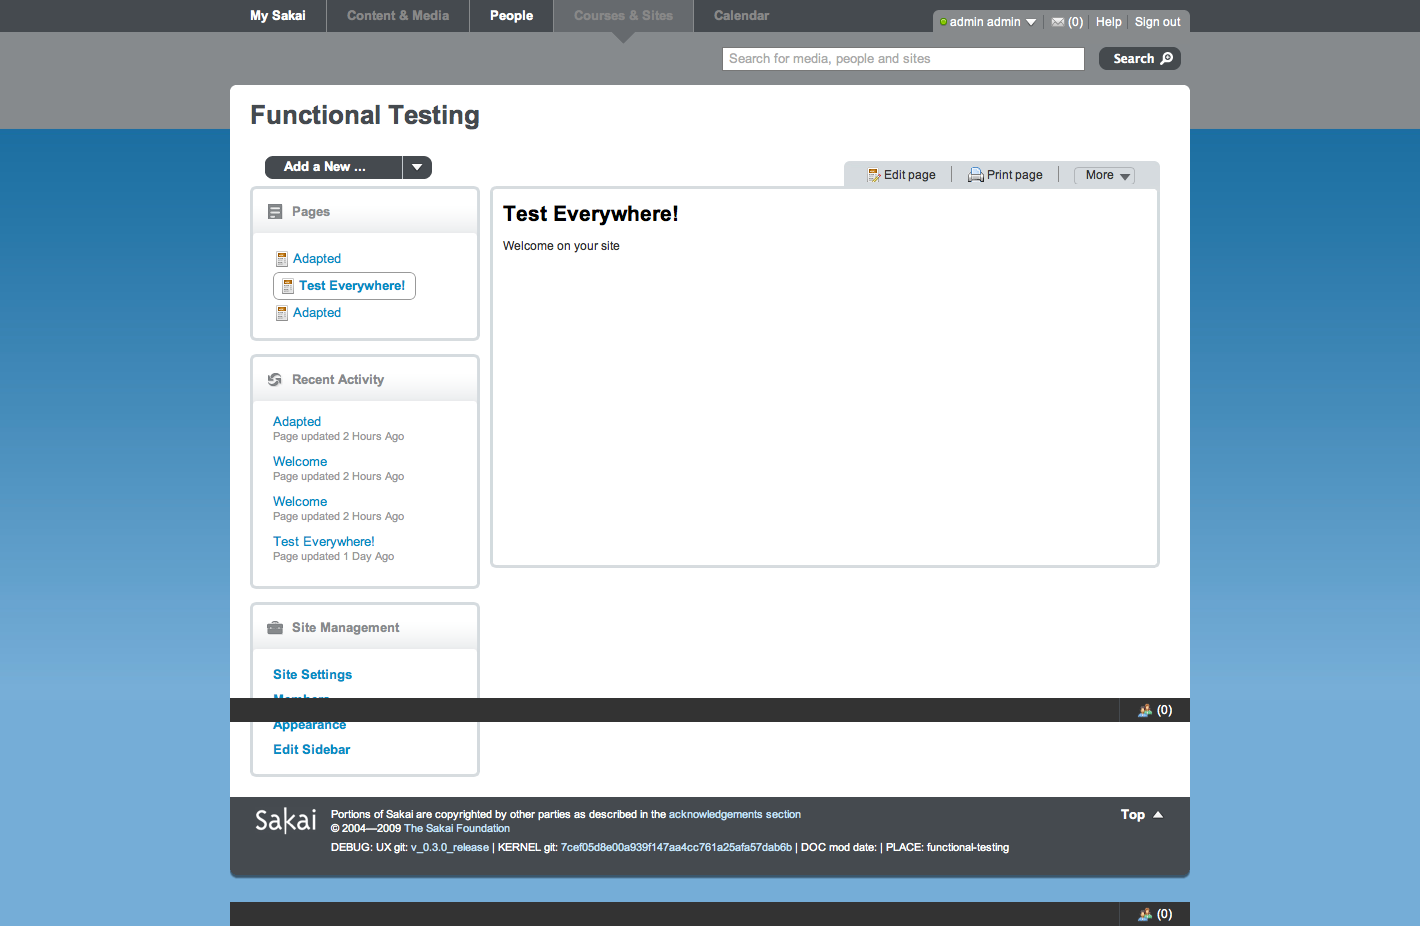 My Sakai
Content & Media
People
Courses & Sites
Calendar
admin admin
(0)
Help
Sign out
Search for media, people and sites
Search
Functional Testing
Add a New ...
Edit page
Print page
More
Pages
Adapted
Test Everywhere!
Adapted
Test Everywhere!
Welcome on your site
Recent Activity
Adapted
Page updated 2 Hours Ago
Welcome
Page updated 2 Hours Ago
Welcome
Page updated 2 Hours Ago
Test Everywhere!
Page updated 1 Day Ago
Site Management
Site Settings
Members
(0)
Appearance
Edit Sidebar
Sakai
Portions of Sakai are copyrighted by other parties as described in the acknowledgements section
© 2004—2009 The Sakai Foundation
DEBUG: UX git: v_0.3.0_release | KERNEL git: 7cef05d8e00a939f147aa4cc761a25afa57dab6b | DOC mod date: | PLACE: functional-testing
Top
(0)